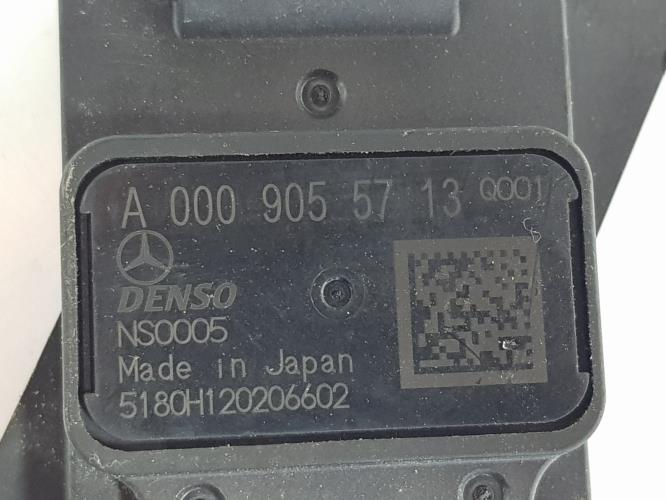 A 000 905 57 13 Q001
DENSO
NS0005
Made in Japan
5180H120206602